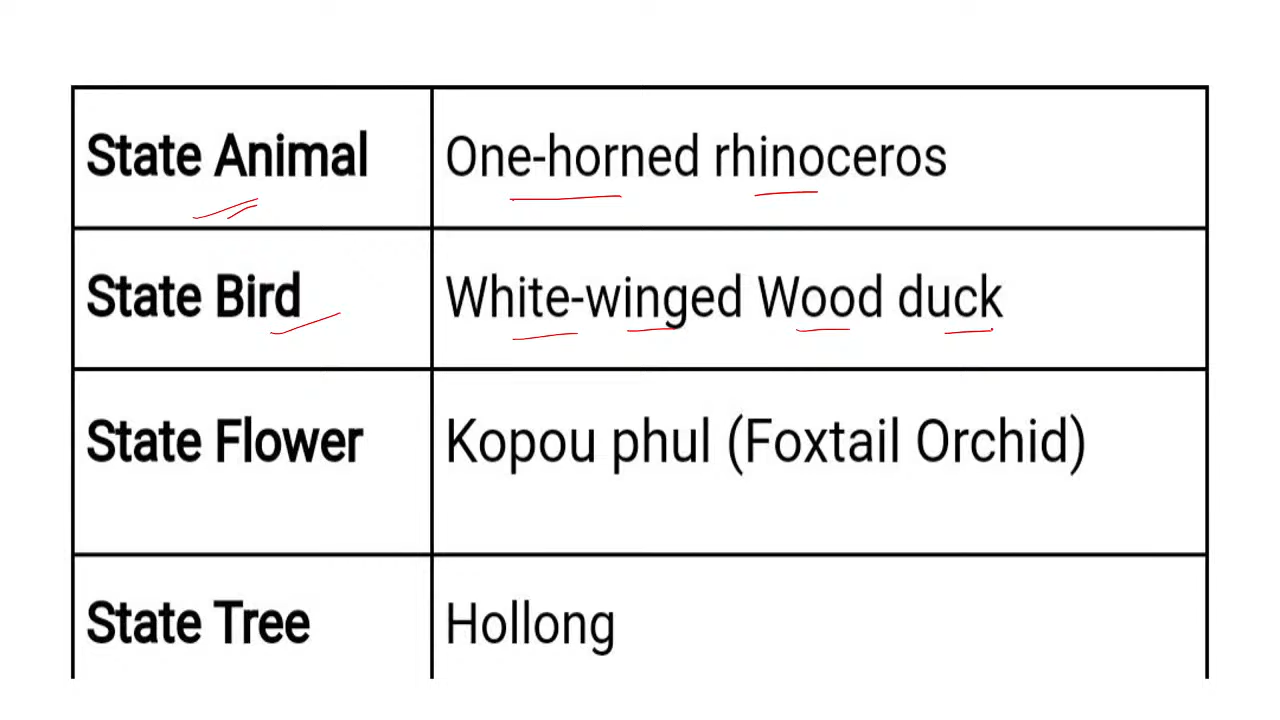 State Animal One-horned rhinoceros
State Bird White-winged Wood duck
State Flower Kopou phul (Foxtail Orchid)
State Tree Hollong